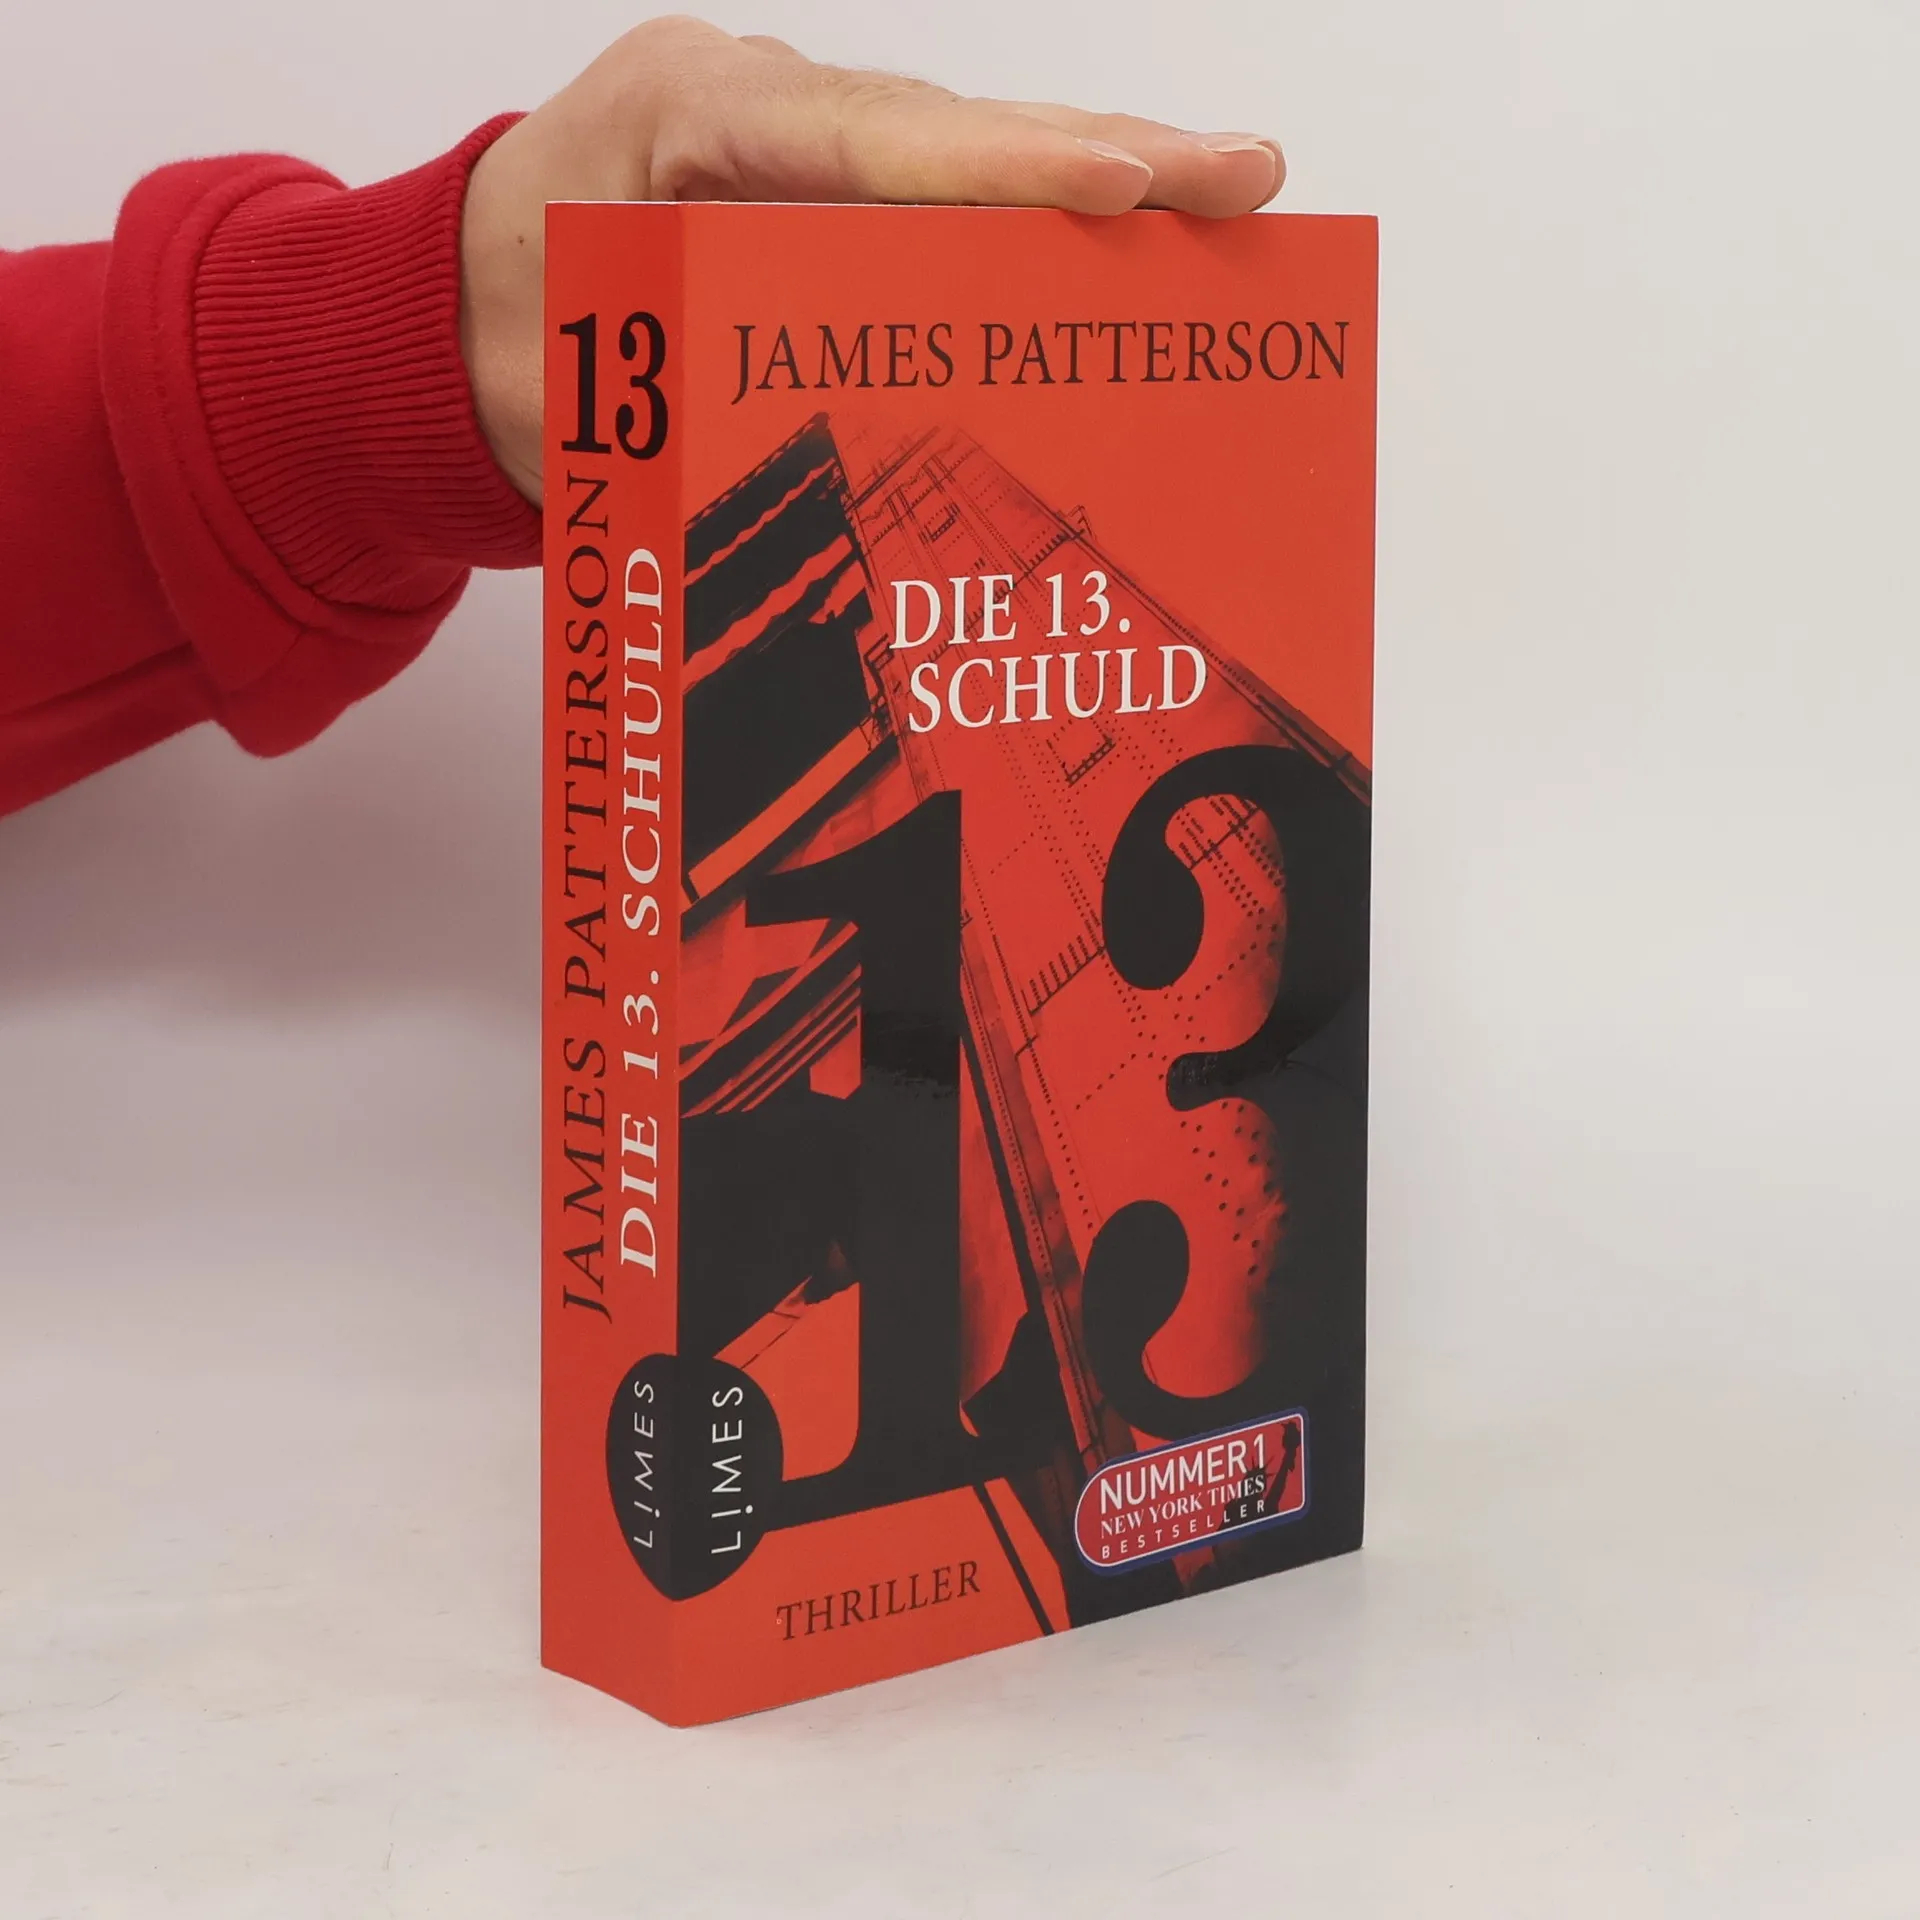 13
JAMES PATTERSON
DIE 13. SCHULD
LIMES
JAMES PATTERSON
DIE 13.
SCHULD
13
LIMES
NUMMER 1
NEW YORK TIMES
BESTSELLER
THRILLER